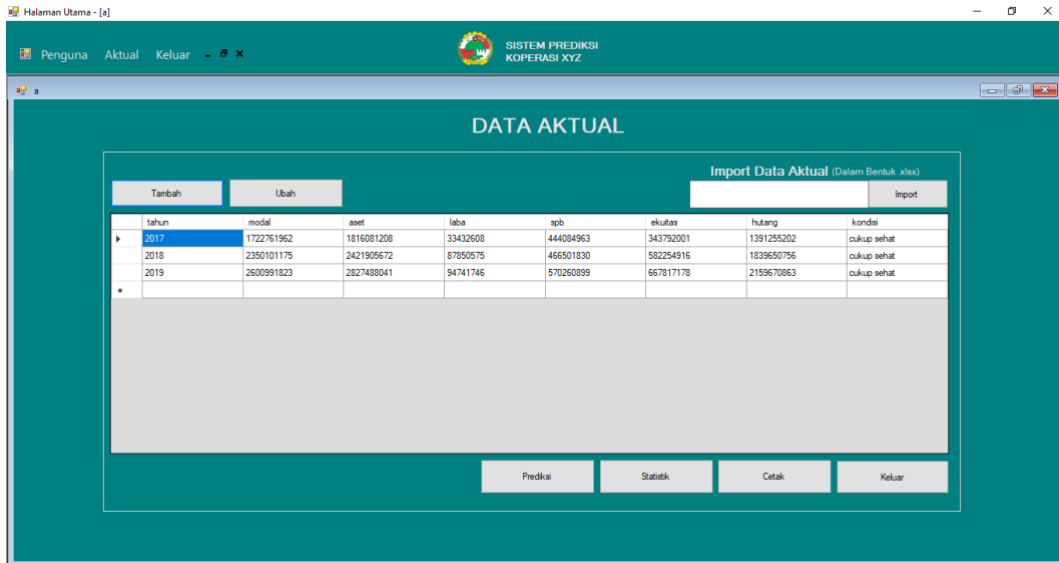 Halaman Utama - [a]
Penguna Aktual Keluar
SISTEM PREDIKSI
KOPERASI XYZ
a
DATA AKTUAL
Import Data Aktual (Dalam Bentuk .xlsx)
Tambah Ubah Import
tahun modal aset laba spb ekuitas hutang kondisi
2017 1722761962 1816081208 33432608 444084963 343792001 1391255202 cukup sehat
2018 2350101175 2421905672 87850575 466501830 582254916 1839650756 cukup sehat
2019 2600991823 2827488041 94741746 570260899 667817178 2159670863 cukup sehat
Prediksi Statistik Cetak Keluar